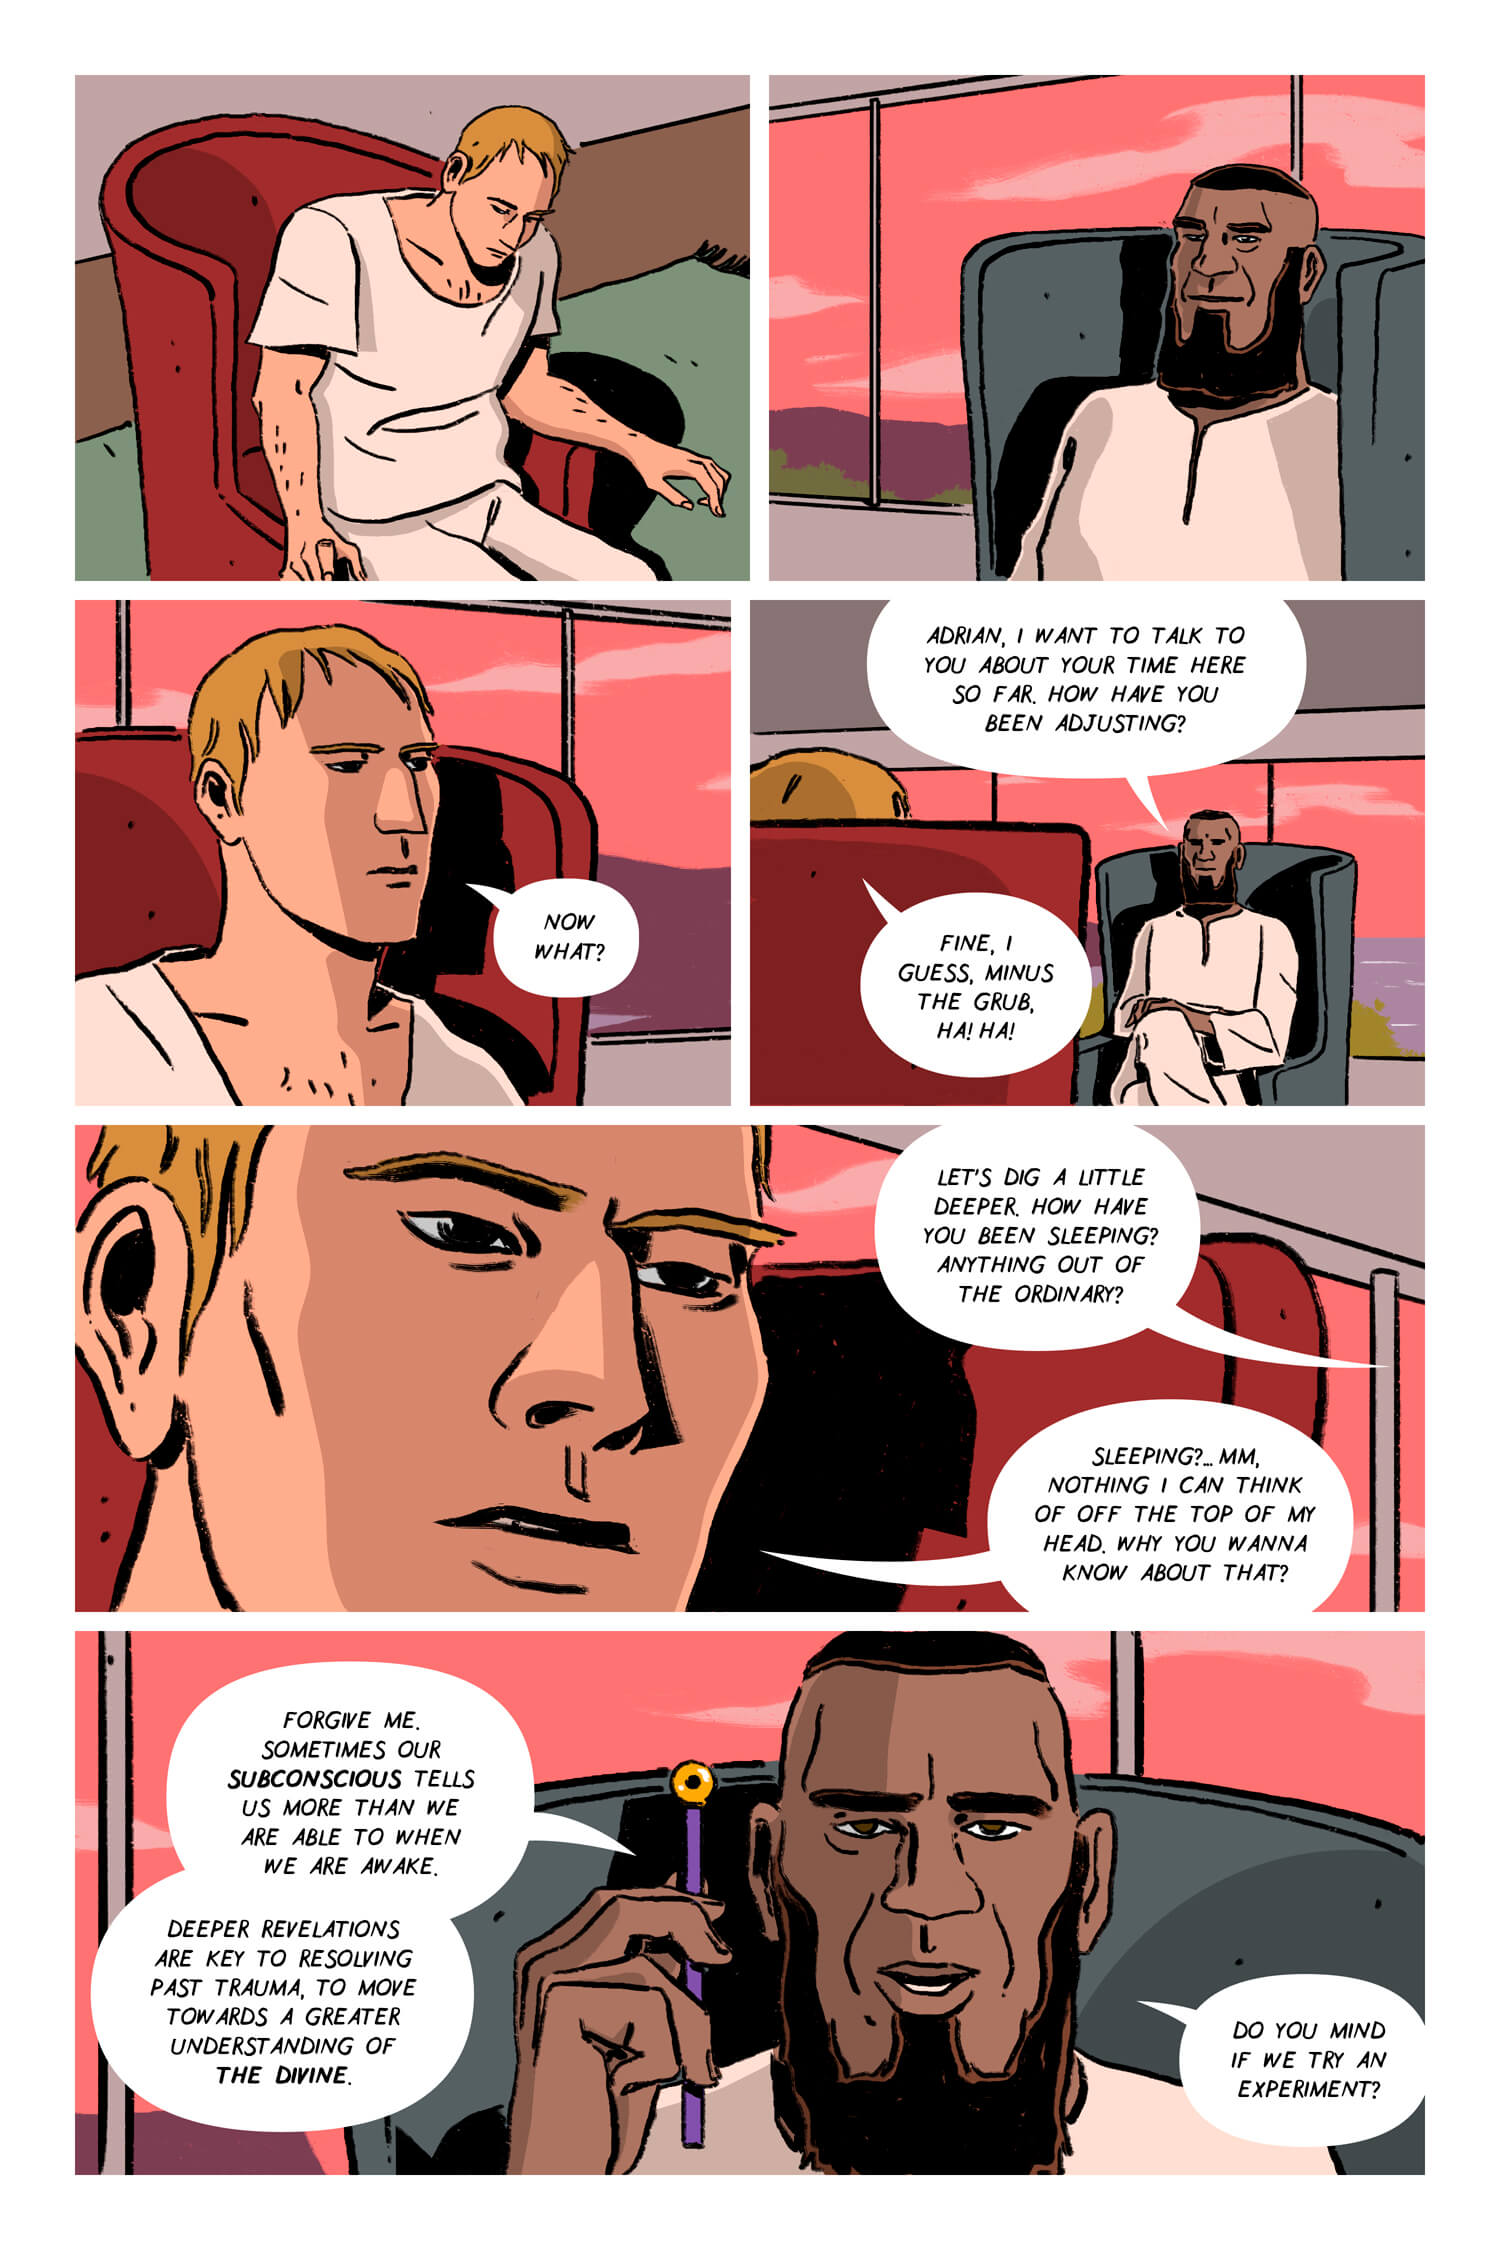 NOW
WHAT?
ADRIAN, I WANT TO TALK TO
YOU ABOUT YOUR TIME HERE
SO FAR. HOW HAVE YOU
BEEN ADJUSTING?
FINE, I
GUESS, MINUS
THE GRUB,
HA! HA!
LET'S DIG A LITTLE
DEEPER. HOW HAVE
YOU BEEN SLEEPING?
ANYTHING OUT OF
THE ORDINARY?
SLEEPING?... MM,
NOTHING I CAN THINK
OF OFF THE TOP OF MY
HEAD. WHY YOU WANNA
KNOW ABOUT THAT?
FORGIVE ME.
SOMETIMES OUR
SUBCONSCIOUS TELLS
US MORE THAN WE
ARE ABLE TO WHEN
WE ARE AWAKE.
DEEPER REVELATIONS
ARE KEY TO RESOLVING
PAST TRAUMA, TO MOVE
TOWARDS A GREATER
UNDERSTANDING OF
THE DIVINE.
DO YOU MIND
IF WE TRY AN
EXPERIMENT?